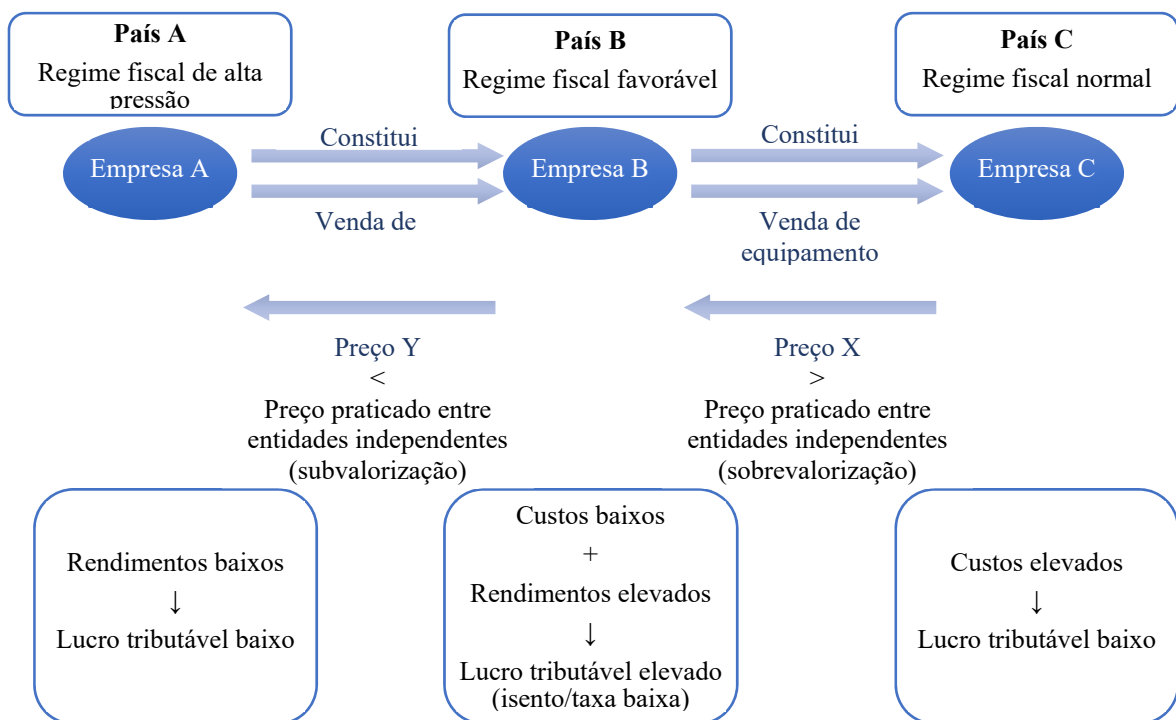 País A
Regime fiscal de alta
pressão
País B
Regime fiscal favorável
País C
Regime fiscal normal
Empresa A
Constitui
Venda de
Empresa B
Constitui
Venda de
equipamento
Empresa C
Preço Y
<
Preço praticado entre
entidades independentes
(subvalorização)
Preço X
>
Preço praticado entre
entidades independentes
(sobrevalorização)
Rendimentos baixos
↓
Lucro tributável baixo
Custos baixos
+
Rendimentos elevados
↓
Lucro tributável elevado
(isento/taxa baixa)
Custos elevados
↓
Lucro tributável baixo